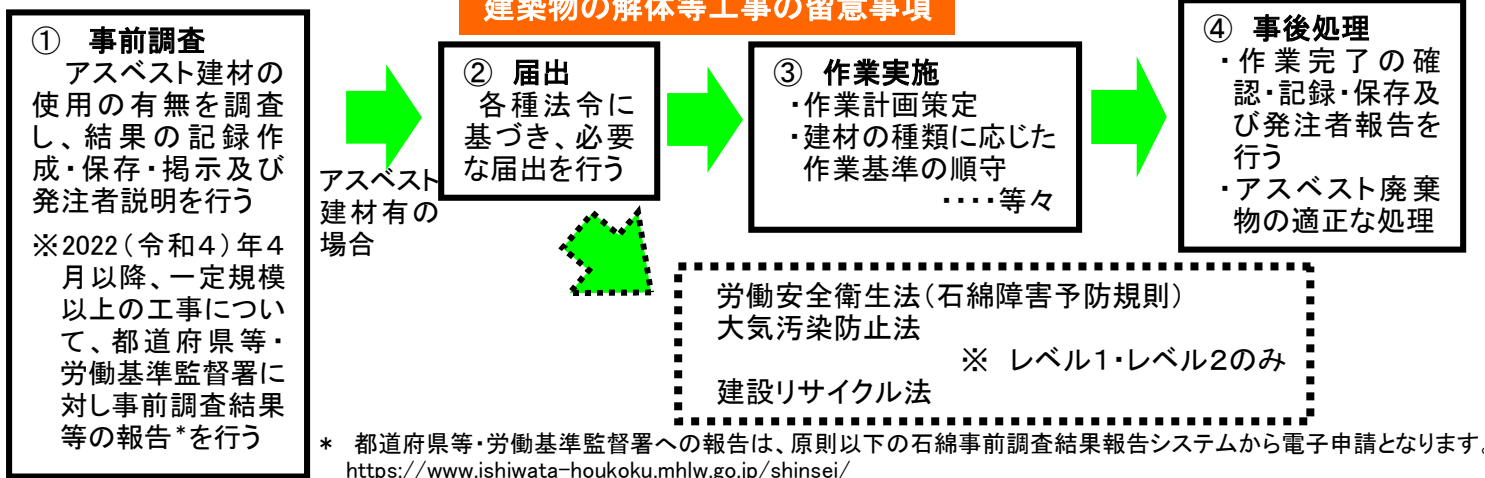 建築物の解体等工事の留意事項
① 事前調査
アスベスト建材の
使用の有無を調査
し、結果の記録作
成・保存・掲示及び
発注者説明を行う
※2022(令和4)年4
月以降、一定規模
以上の工事につい
て、都道府県等・
労働基準監督署に
対し事前調査結果
等の報告*を行う
アスベスト
建材有の
場合
② 届出
各種法令に
基づき、必要
な届出を行う
③ 作業実施
・作業計画策定
・建材の種類に応じた
作業基準の順守
・・・・等々
④ 事後処理
・作業完了の確
認・記録・保存及
び発注者報告を
行う
・アスベスト廃棄
物の適正な処理
労働安全衛生法(石綿障害予防規則)
大気汚染防止法
※ レベル1・レベル2のみ
建設リサイクル法
* 都道府県等・労働基準監督署への報告は、原則以下の石綿事前調査結果報告システムから電子申請となります。
https://www.ishiwata-houkoku.mhlw.go.jp/shinsei/